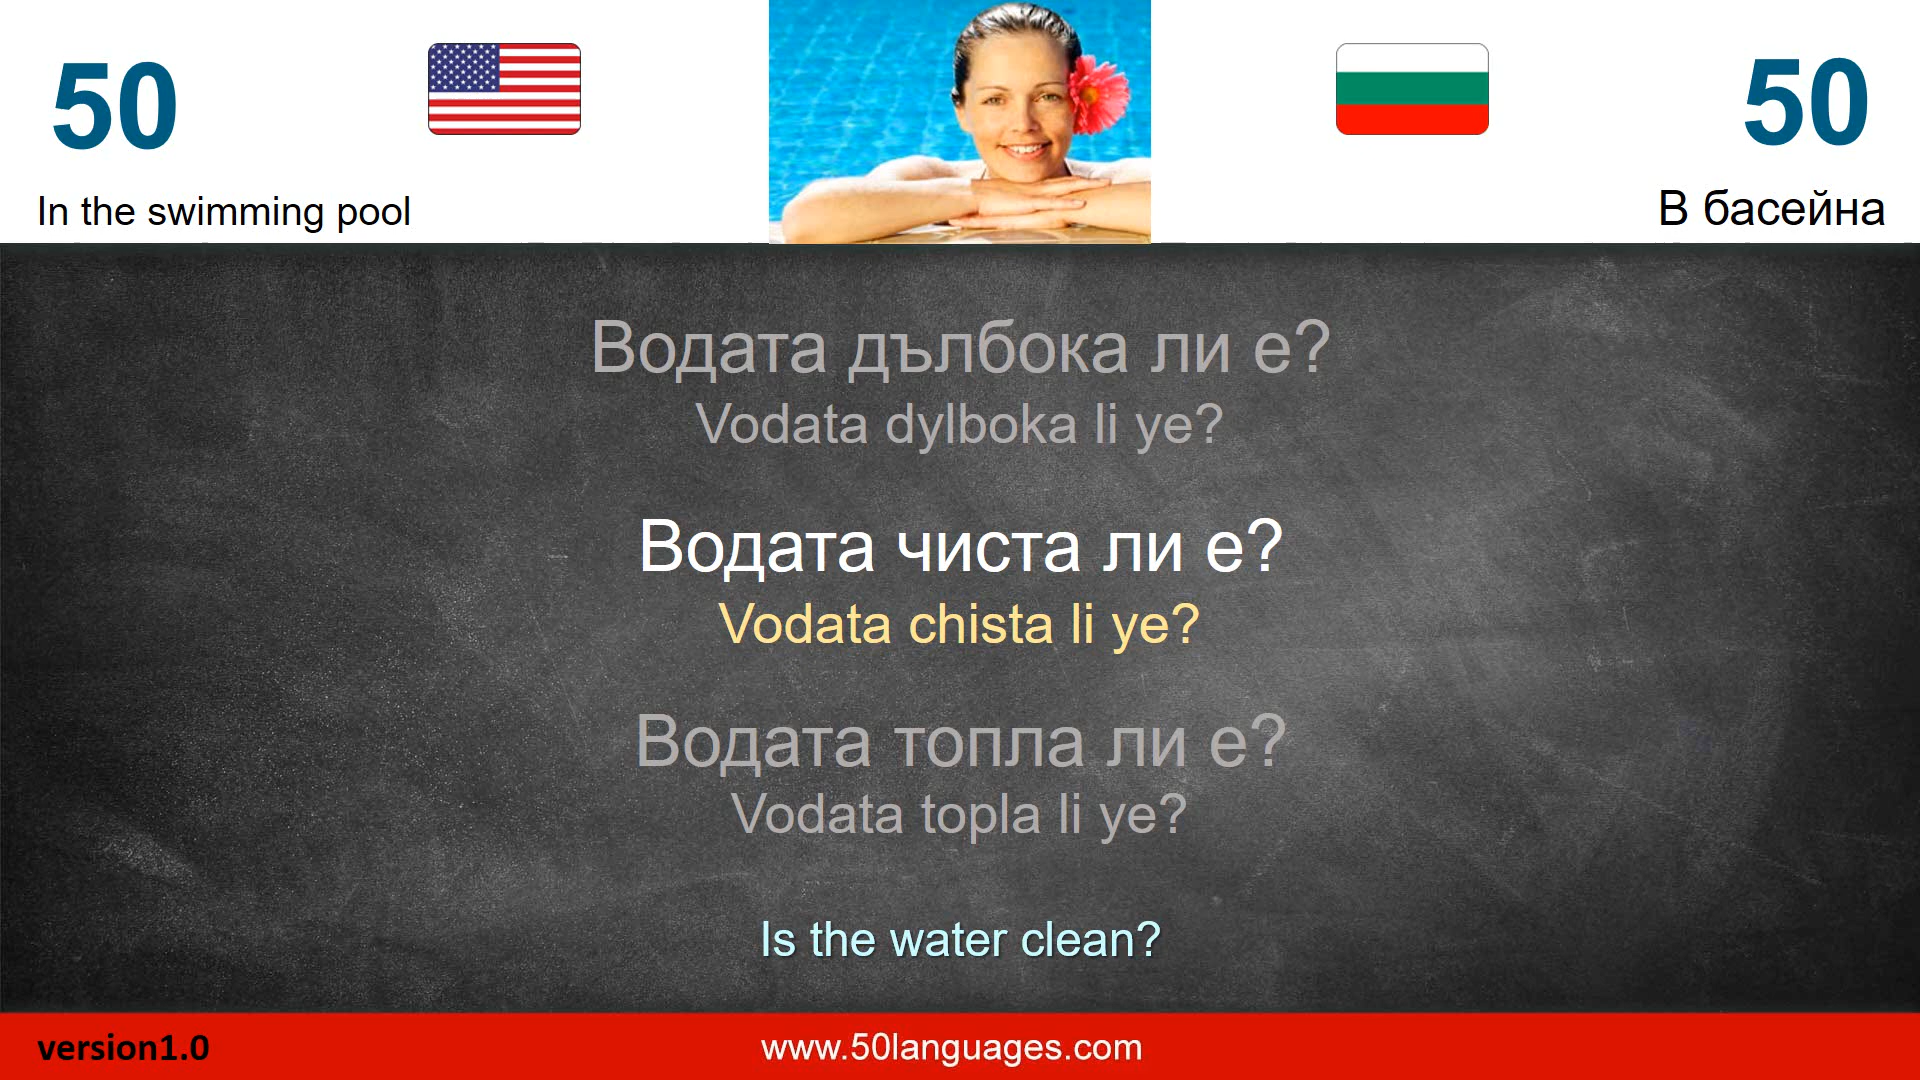 50
50
In the swimming pool
В басейна
Водата дълбока ли е?
Vodata dylboka li ye?
Водата чиста ли е?
Vodata chista li ye?
Водата топла ли е?
Vodata topla li ye?
Is the water clean?
version1.0
www.50languages.com